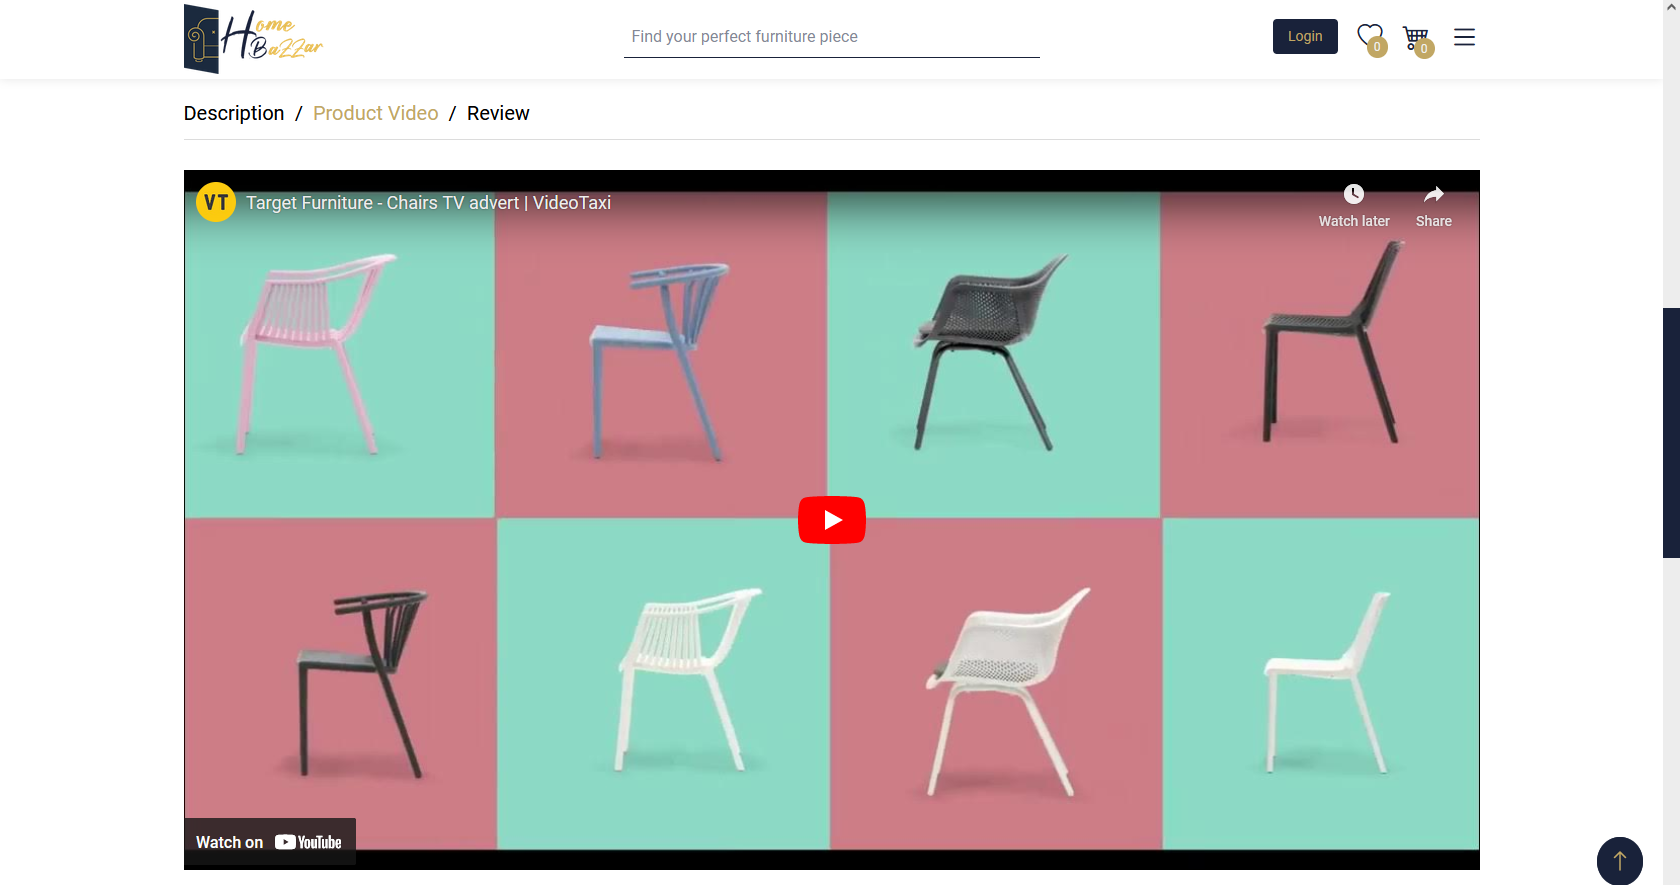 Home
BaZZar
Find your perfect furniture piece
Login
0
0
Description / Product Video / Review
VT
Target Furniture - Chairs TV advert | VideoTaxi
Watch later
Share
Watch on YouTube